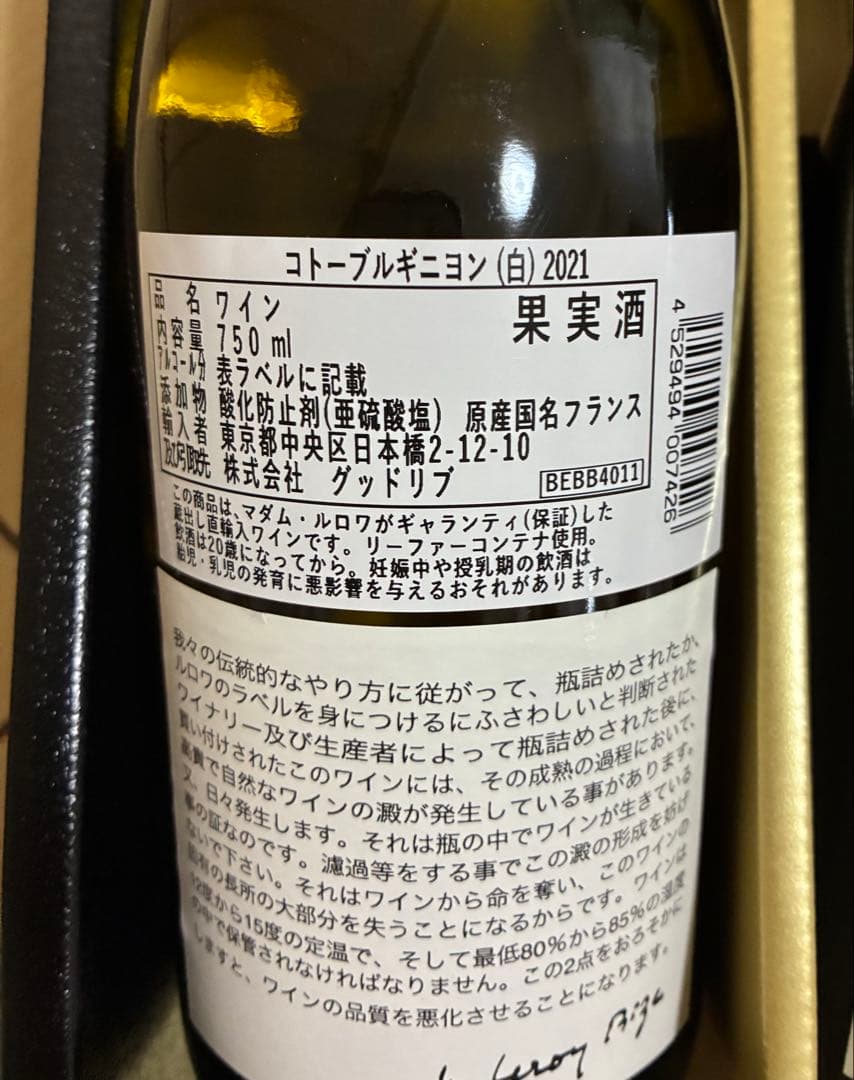 コトーブルギニヨン (白) 2021
品名 ワイン
果実酒
内容量 750 ml
アルコール分 表ラベルに記載
添加物 酸化防止剤(亜硫酸塩) 原産国名フランス
輸入者 東京都中央区日本橋2-12-10
及び引取先 株式会社 グッドリブ
BEBB4011
4 529494 007426
この商品は、マダム・ルロワがギャランティ(保証)した
蔵出し直輸入ワインです。リーファーコンテナ使用。
飲酒は20歳になってから。妊娠中や授乳期の飲酒は
胎児・乳児の発育に悪影響を与えるおそれがあります。
我々の伝統的なやり方に従がって、瓶詰めされたか、
ルロワのラベルを身につけるにふさわしいと判断された
ワイナリー及び生産者によって瓶詰めされた後に、
買い付けされたこのワインには、その成熟の過程において、
高貴で自然なワインの澱が発生している事があります。
又、日々発生します。それは瓶の中でワインが生きている
事の証なのです。濾過等をする事でこの澱の形成を妨げ
ないで下さい。それはワインから命を奪い、このワインの
固有の長所の大部分を失うことになるからです。ワインは
12度から15度の定温で、そして最低80%から85%の湿度
の中で保管されなければなりません。この2点をおろそかに
しますと、ワインの品質を悪化させることになります。
Leroy Bize